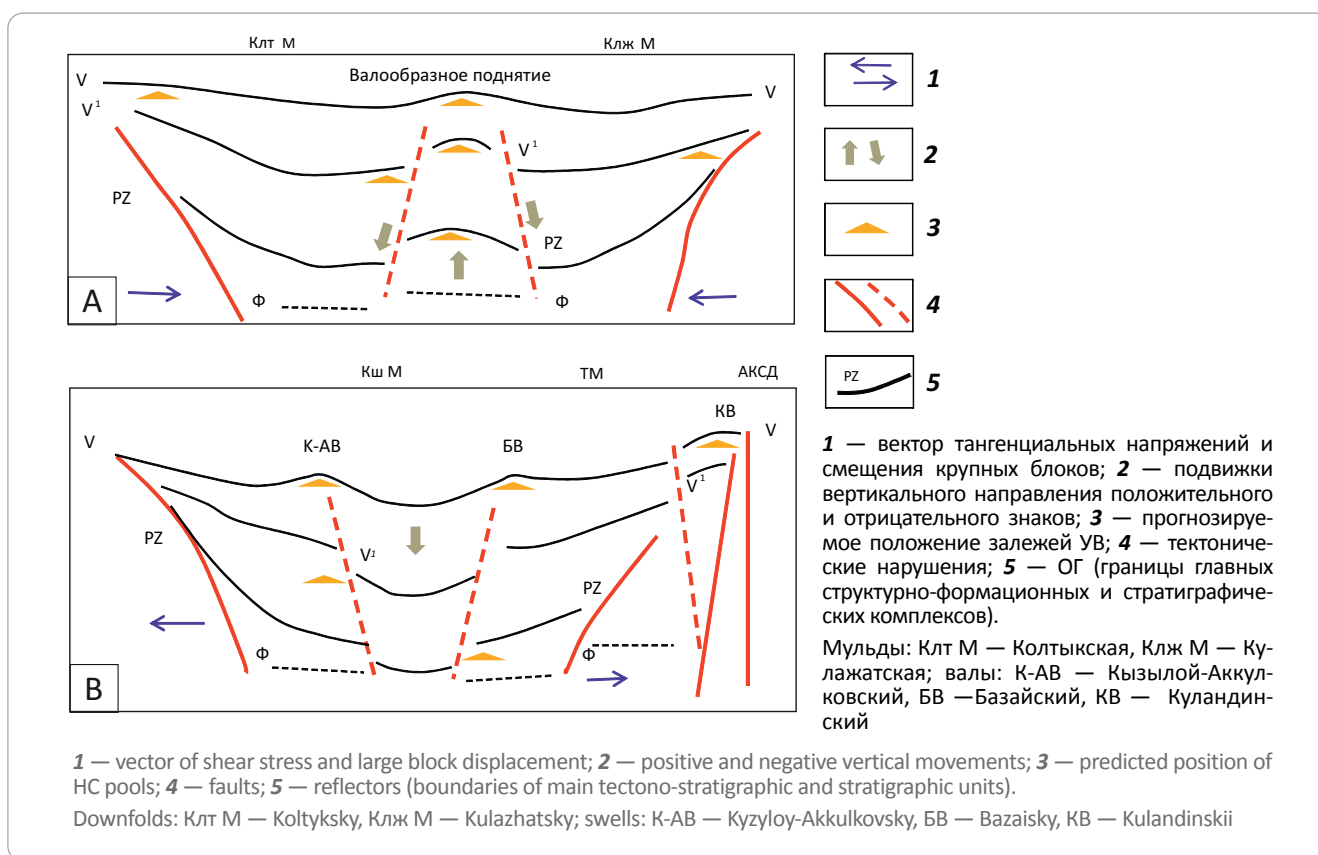 Клт М Клж М
Валообразное поднятие
V V
V¹
V¹
PZ
PZ
Ф Ф
A
1
2
3
4
PZ 5
Кш М ТМ АКСД
КВ
V V
К-АВ БВ
V¹
PZ
V¹
PZ
Ф Ф
B
1 — вектор тангенциальных напряжений и
смещения крупных блоков; 2 — подвижки
вертикального направления положительного
и отрицательного знаков; 3 — прогнозируе-
мое положение залежей УВ; 4 — тектониче-
ские нарушения; 5 — ОГ (границы главных
структурно-формационных и стратиграфиче-
ских комплексов).
Мульды: Клт М — Колтыкская, Клж М — Ку-
лажатская; валы: К-АВ — Кызылой-Аккул-
ковский, БВ —Базайский, КВ — Куландин-
ский
1 — vector of shear stress and large block displacement; 2 — positive and negative vertical movements; 3 — predicted position of
HC pools; 4 — faults; 5 — reflectors (boundaries of main tectono-stratigraphic and stratigraphic units).
Downfolds: Клт М — Koltyksky, Клж М — Kulazhatsky; swells: К-АВ — Kyzyloy-Akkulkovsky, БВ — Bazaisky, КВ — Kulandinskii